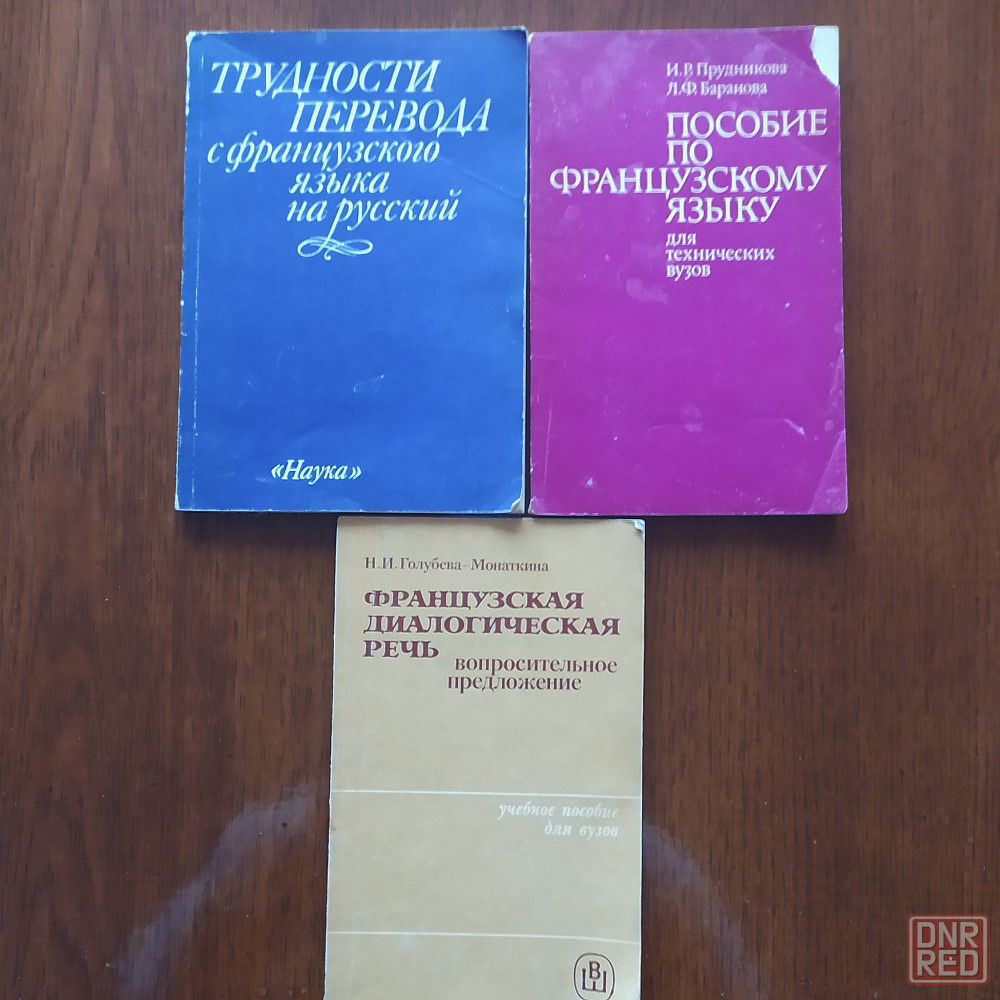 ТРУДНОСТИ
ПЕРЕВОДА
с французского
языка
на русский
«Наука»
И.Р. Прудникова
Л.Ф. Баранова
ПОСОБИЕ
ПО
ФРАНЦУЗСКОМУ
ЯЗЫКУ
для
технических
вузов
Н.И. Голубева-Монаткина
ФРАНЦУЗСКАЯ
ДИАЛОГИЧЕСКАЯ
РЕЧЬ
вопросительное
предложение
учебное пособие
для вузов
ВШ
DNR
RED